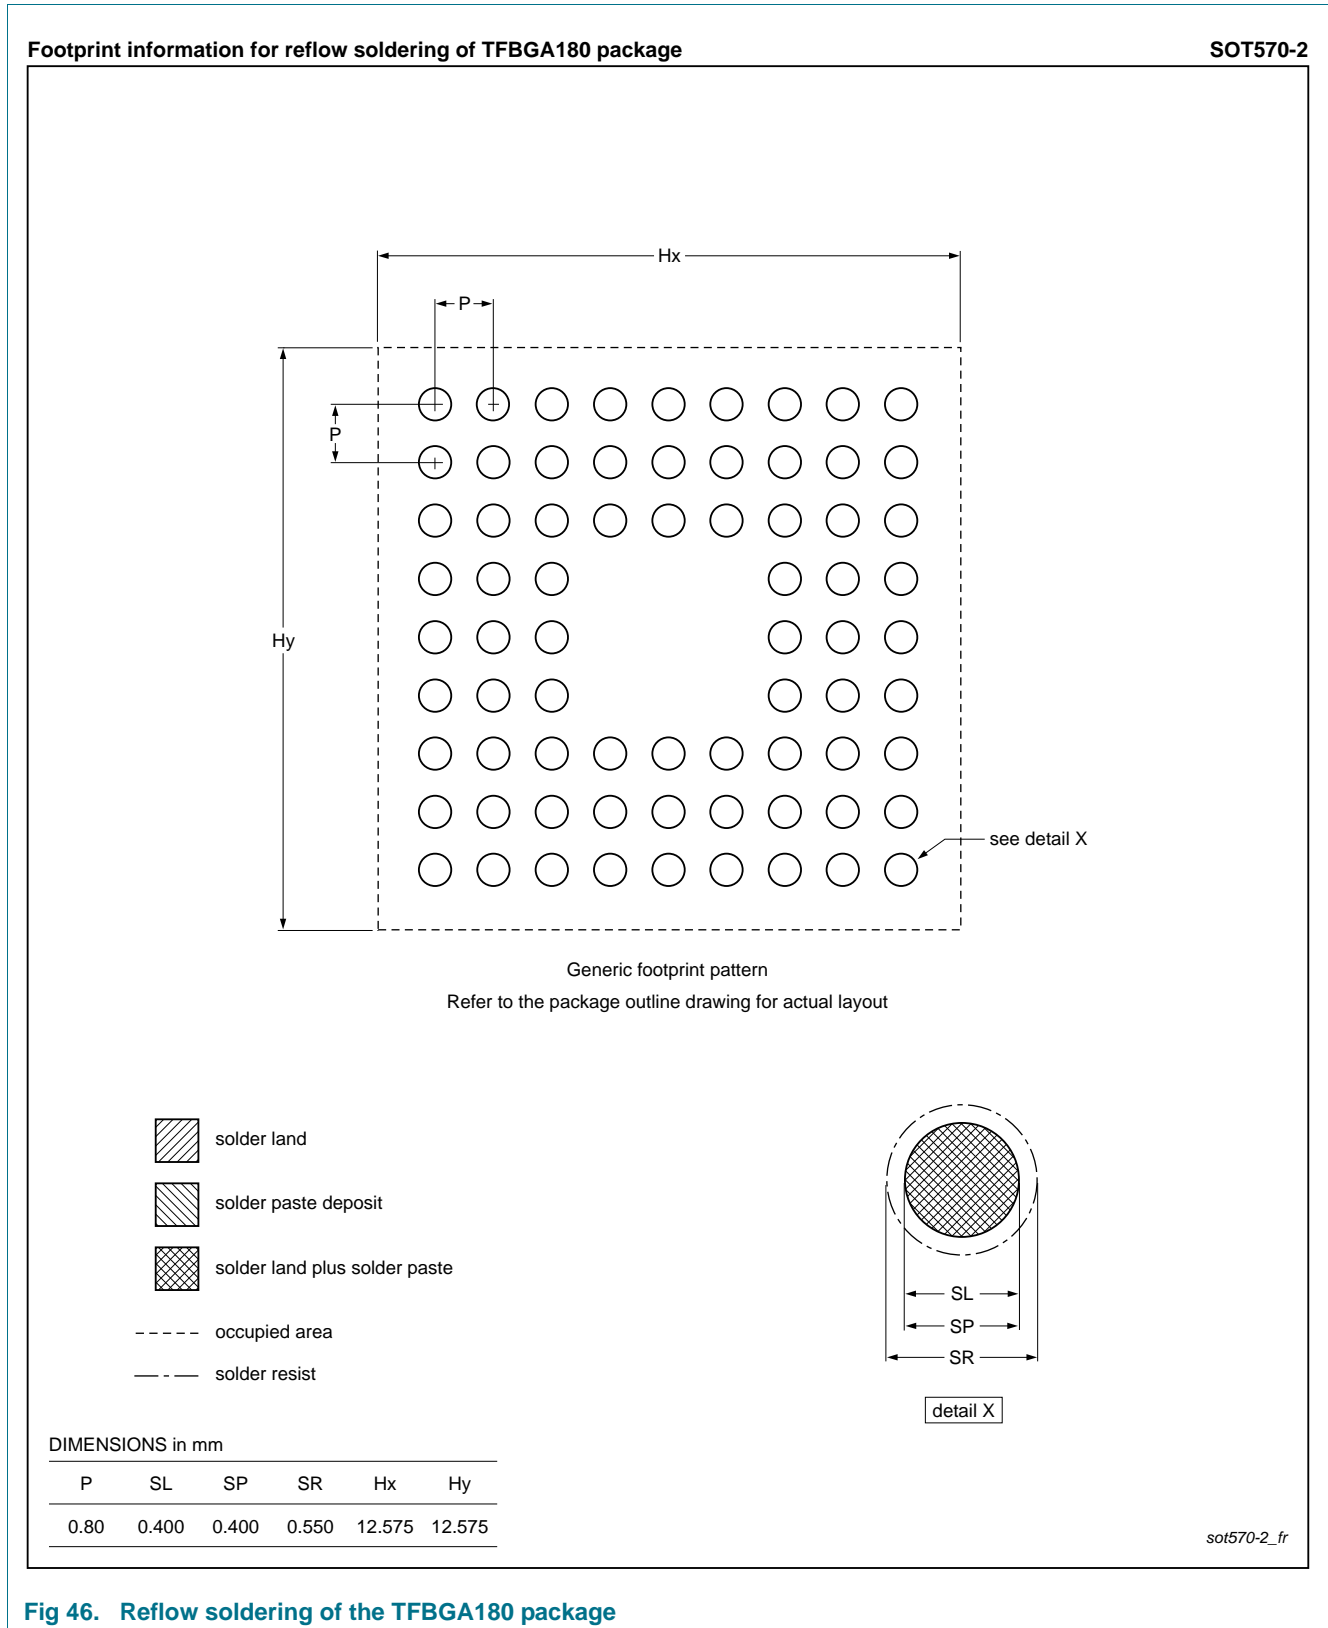 Footprint information for reflow soldering of TFBGA180 package SOT570-2
Hx
P
P
Hy
see detail X
Generic footprint pattern
Refer to the package outline drawing for actual layout
solder land
solder paste deposit
solder land plus solder paste
occupied area
solder resist
SL
SP
SR
detail X
DIMENSIONS in mm
P SL SP SR Hx Hy
0.80 0.400 0.400 0.550 12.575 12.575
sot570-2_fr
Fig 46. Reflow soldering of the TFBGA180 package